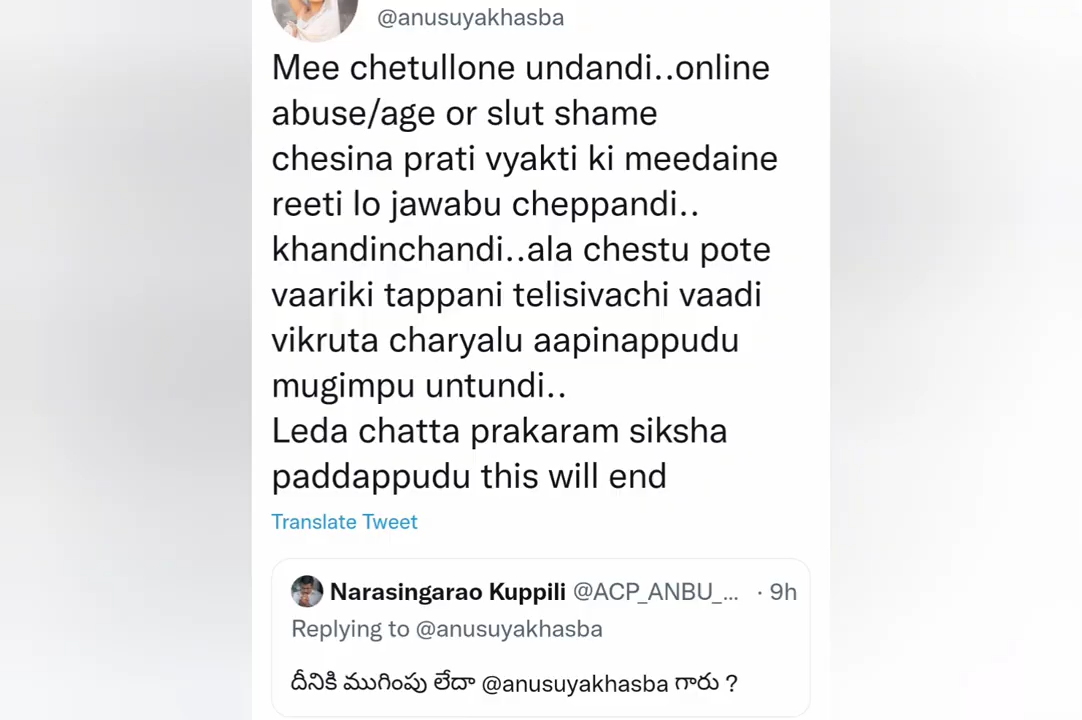 @anusuyakhasba
Mee chetullone undandi..online
abuse/age or slut shame
chesina prati vyakti ki meedaine
reeti lo jawabu cheppandi..
khandinchandi..ala chestu pote
vaariki tappani telisivachi vaadi
vikruta charyalu aapinappudu
mugimpu untundi..
Leda chatta prakaram siksha
paddappudu this will end
Translate Tweet
Narasingarao Kuppili @ACP_ANBU_... · 9h
Replying to @anusuyakhasba
దీనికి ముగింపు లేదా @anusuyakhasba గారు ?